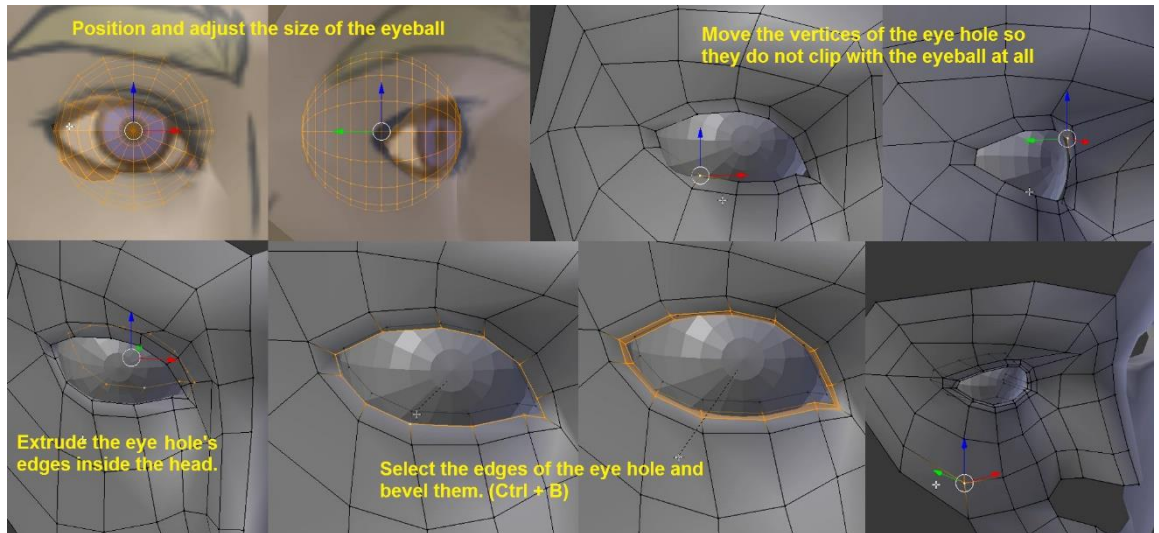 Position and adjust the size of the eyeball
Move the vertices of the eye hole so
they do not clip with the eyeball at all
Extrude the eye hole's
edges inside the head.
Select the edges of the eye hole and
bevel them. (Ctrl + B)